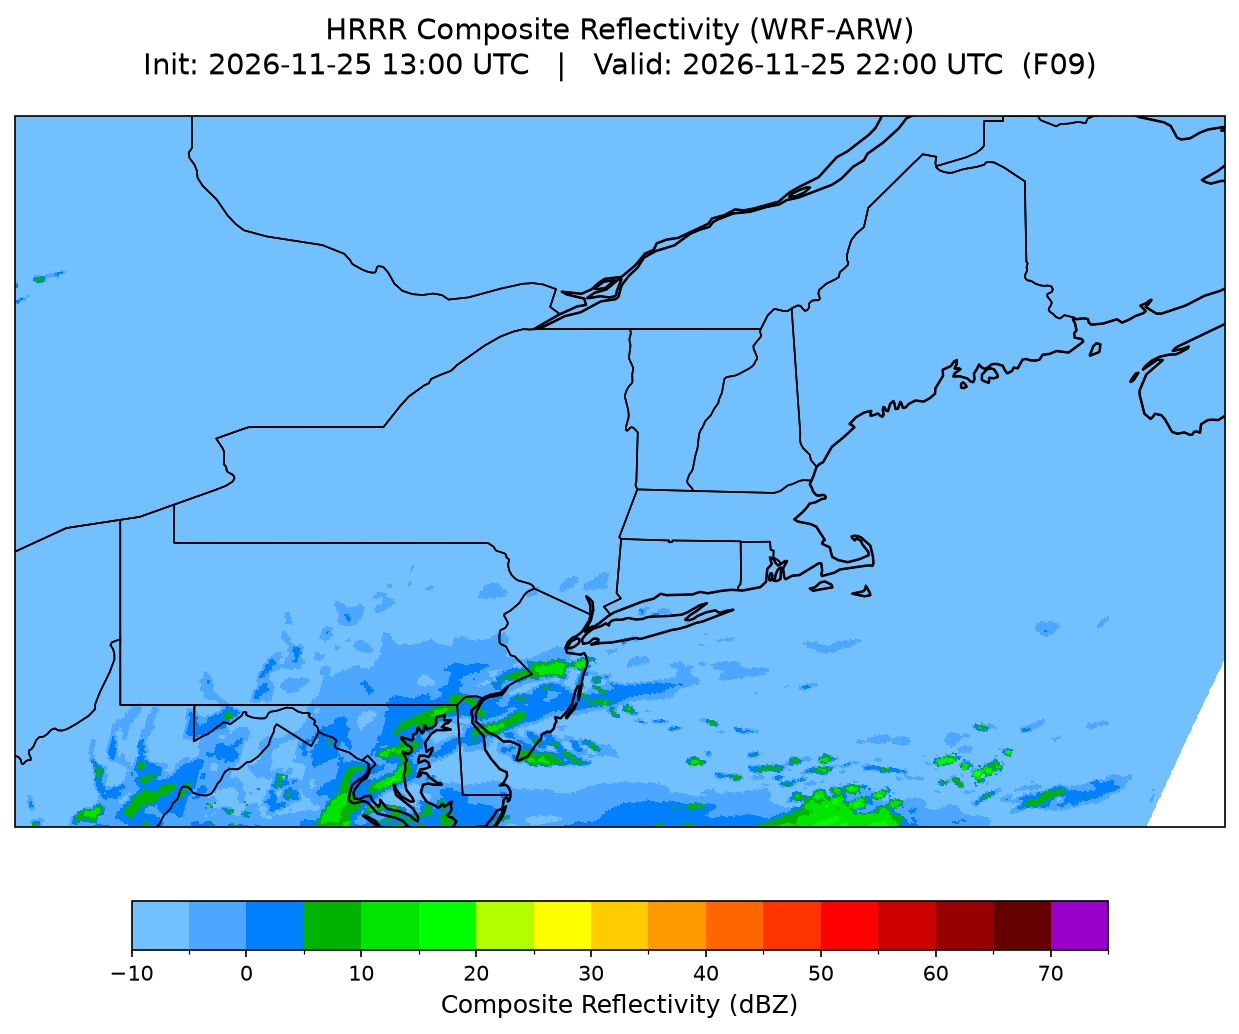 HRRR Composite Reflectivity (WRF-ARW)
Init: 2026-11-25 13:00 UTC   |   Valid: 2026-11-25 22:00 UTC  (F09)
−10 0 10 20 30 40 50 60 70
Composite Reflectivity (dBZ)